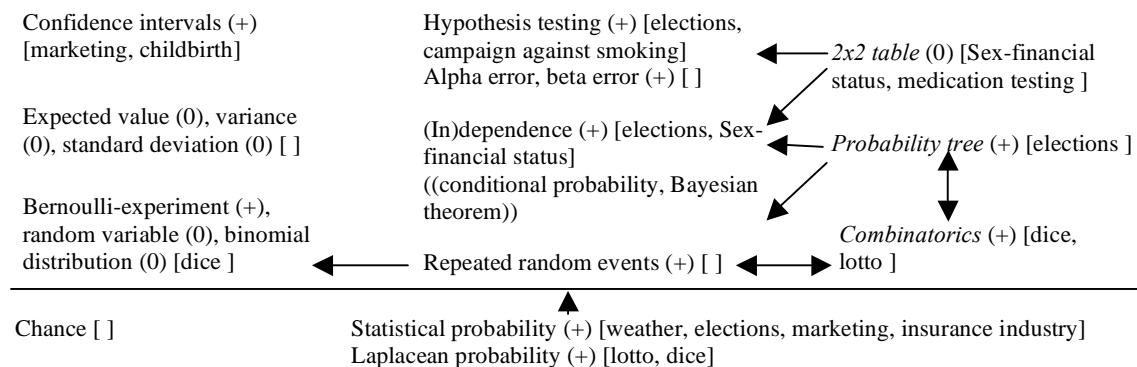 Confidence intervals (+)
[marketing, childbirth]
Hypothesis testing (+) [elections,
campaign against smoking]
Alpha error, beta error (+) [ ]
2x2 table (0) [Sex-financial
status, medication testing ]
Expected value (0), variance
(0), standard deviation (0) [ ]
(In)dependence (+) [elections, Sex-
financial status]
((conditional probability, Bayesian
theorem))
Probability tree (+) [elections ]
Bernoulli-experiment (+),
random variable (0), binomial
distribution (0) [dice ]
Repeated random events (+) [ ]
Combinatorics (+) [dice,
lotto ]
Chance [ ]
Statistical probability (+) [weather, elections, marketing, insurance industry]
Laplacean probability (+) [lotto, dice]